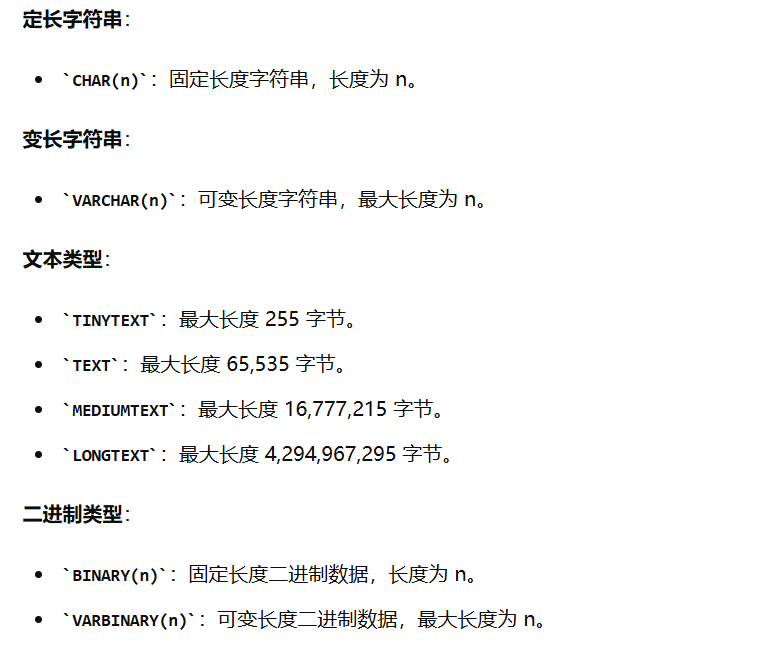 定长字符串:
• `CHAR(n)`: 固定长度字符串，长度为 n。
变长字符串:
• `VARCHAR(n)`: 可变长度字符串，最大长度为 n。
文本类型:
• `TINYTEXT`: 最大长度 255 字节。
• `TEXT`: 最大长度 65,535 字节。
• `MEDIUMTEXT`: 最大长度 16,777,215 字节。
• `LONGTEXT`: 最大长度 4,294,967,295 字节。
二进制类型:
• `BINARY(n)`: 固定长度二进制数据，长度为 n。
• `VARBINARY(n)`: 可变长度二进制数据，最大长度为 n。